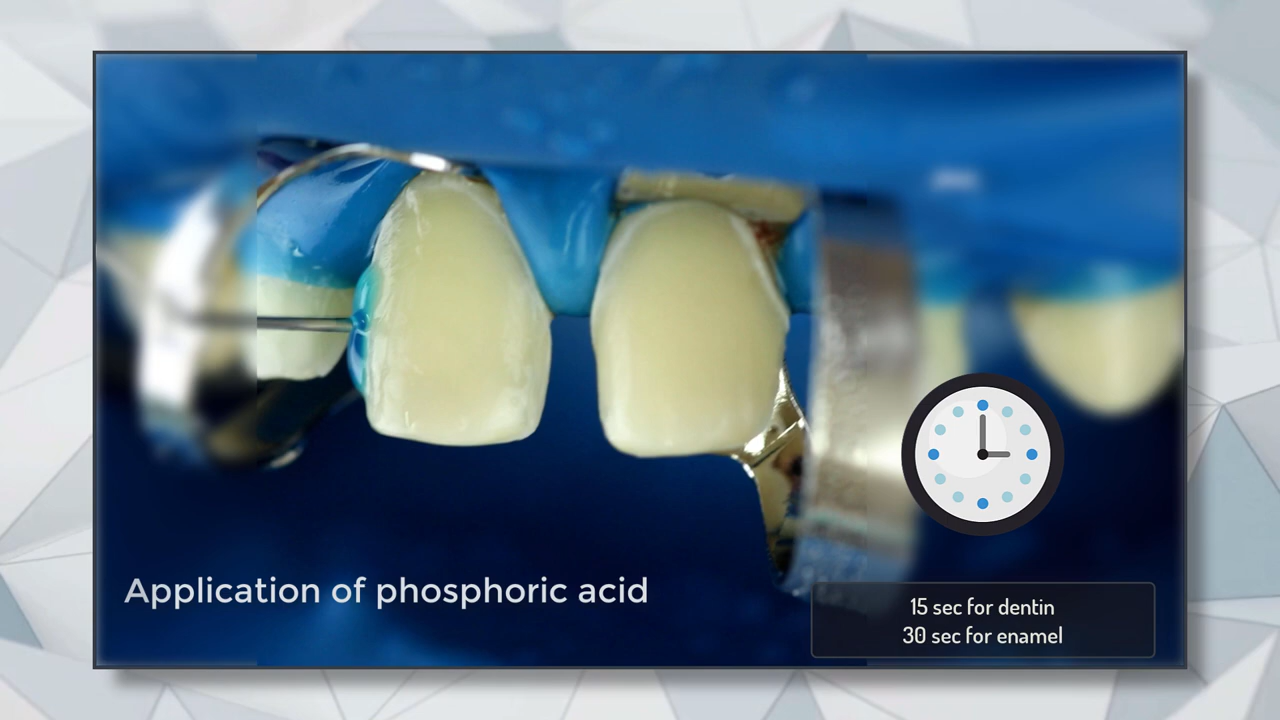 Application of phosphoric acid
15 sec for dentin
30 sec for enamel